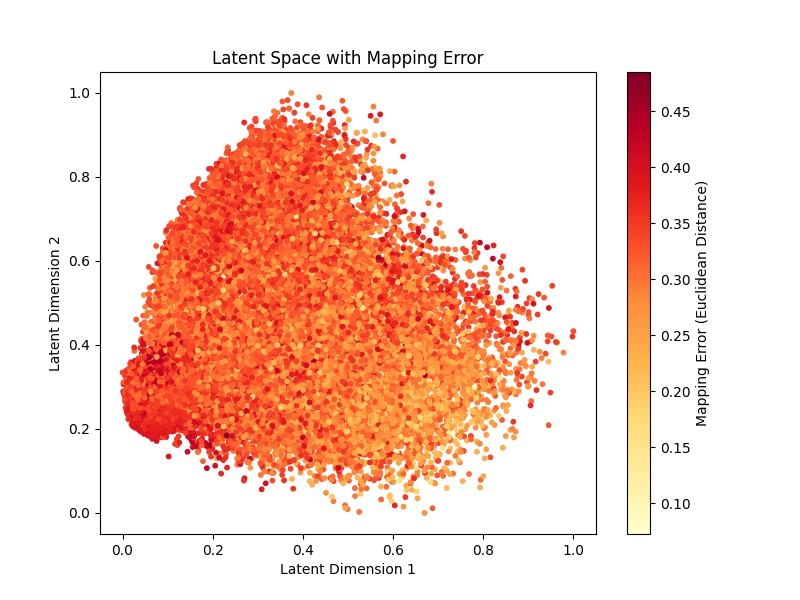 Latent Space with Mapping Error
1.0
0.8
0.6
0.4
0.2
0.0
Latent Dimension 2
0.0 0.2 0.4 0.6 0.8 1.0
Latent Dimension 1
0.45
0.40
0.35
0.30
0.25
0.20
0.15
0.10
Mapping Error (Euclidean Distance)